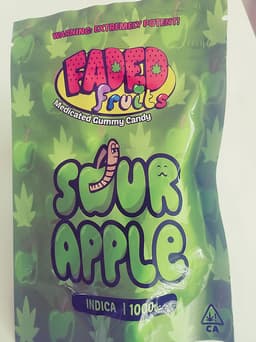 WARNING: EXTREMELY POTENT!
FADED
fruits
Medicated Gummy Candy
SOUR
APPLE
INDICA | 1000
CA